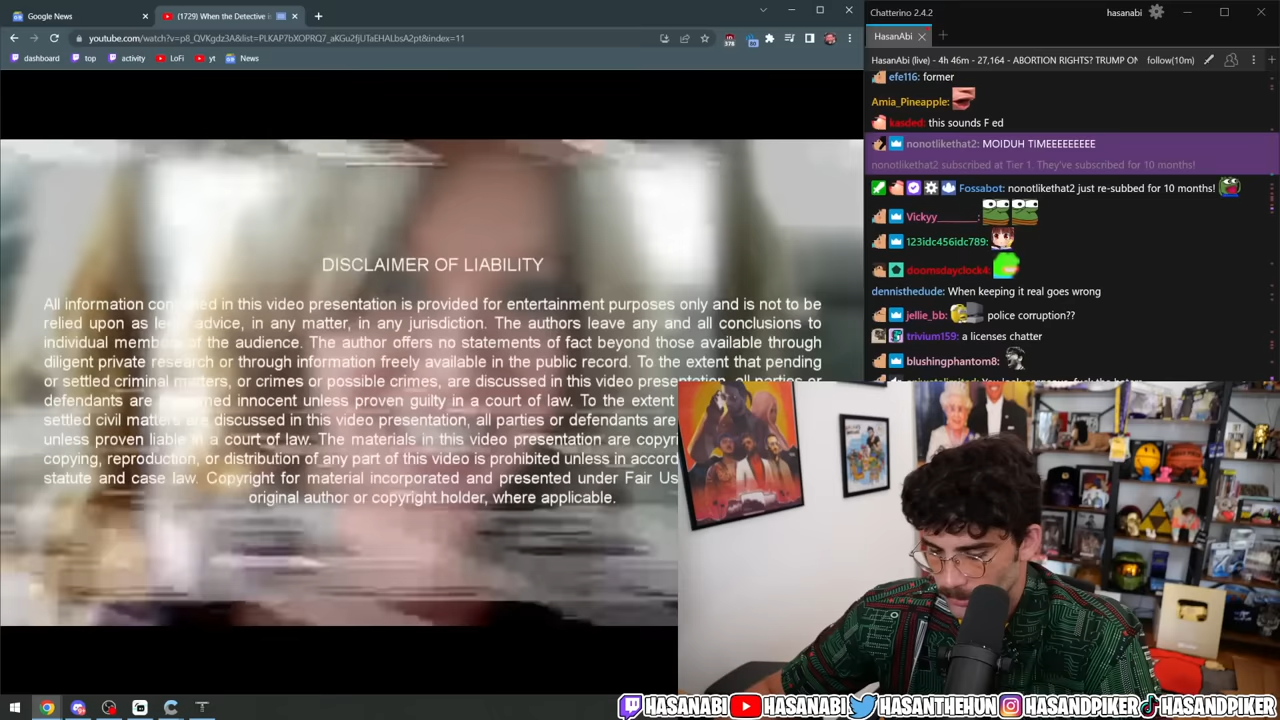 Google News
(1729) When the Detective i
youtube.com/watch?v=p8_QVKgdz3A&list=PLKAP7bXOPRQ7_aKGu2fjUTaEHALbsA2pt&index=11
378
80
dashboard
top
activity
LoFi
yt
News
DISCLAIMER OF LIABILITY
All information in this video presentation is provided for entertainment purposes only and is not to be
relied upon as advice, in any matter, in any jurisdiction. The authors leave any and all conclusions to
individual of the audience. The author offers no statements of fact beyond those available through
diligent private research or through information freely available in the public record. To the extent that pending
or settled criminal matters, or crimes or possible crimes, are discussed in this video presentation, all parties or
defendants are innocent unless proven guilty in a court of law. To the extent
settled civil matters are discussed in this video presentation, all parties or defendants are
unless proven liable in a court of law. The materials in this video presentation are copyri
copying, reproduction, or distribution of any part of this video is prohibited unless in accord
statute and case law. Copyright for material incorporated and presented under Fair Us
original author or copyright holder, where applicable.
Chatterino 2.4.2
hasanabi
HasanAbi
HasanAbi (live) - 4h 46m - 27,164 - ABORTION RIGHTS? TRUMP ON
follow(10m)
efe116: former
Amia_Pineapple:
kasded: this sounds F ed
nonotlikethat2: MOIDUH TIMEEEEEEEEE
nonotlikethat2 subscribed at Tier 1. They've subscribed for 10 months!
Fossabot: nonotlikethat2 just re-subbed for 10 months!
Vickyy________:
123idc456idc789:
doomsdayclock4:
dennisthedude: When keeping it real goes wrong
jellie_bb: police corruption??
trivium159: a licenses chatter
blushingphantom8:
HASANABI
HASANABI
HASANTHEHUN
HASANDPIKER
HASANDPIKER